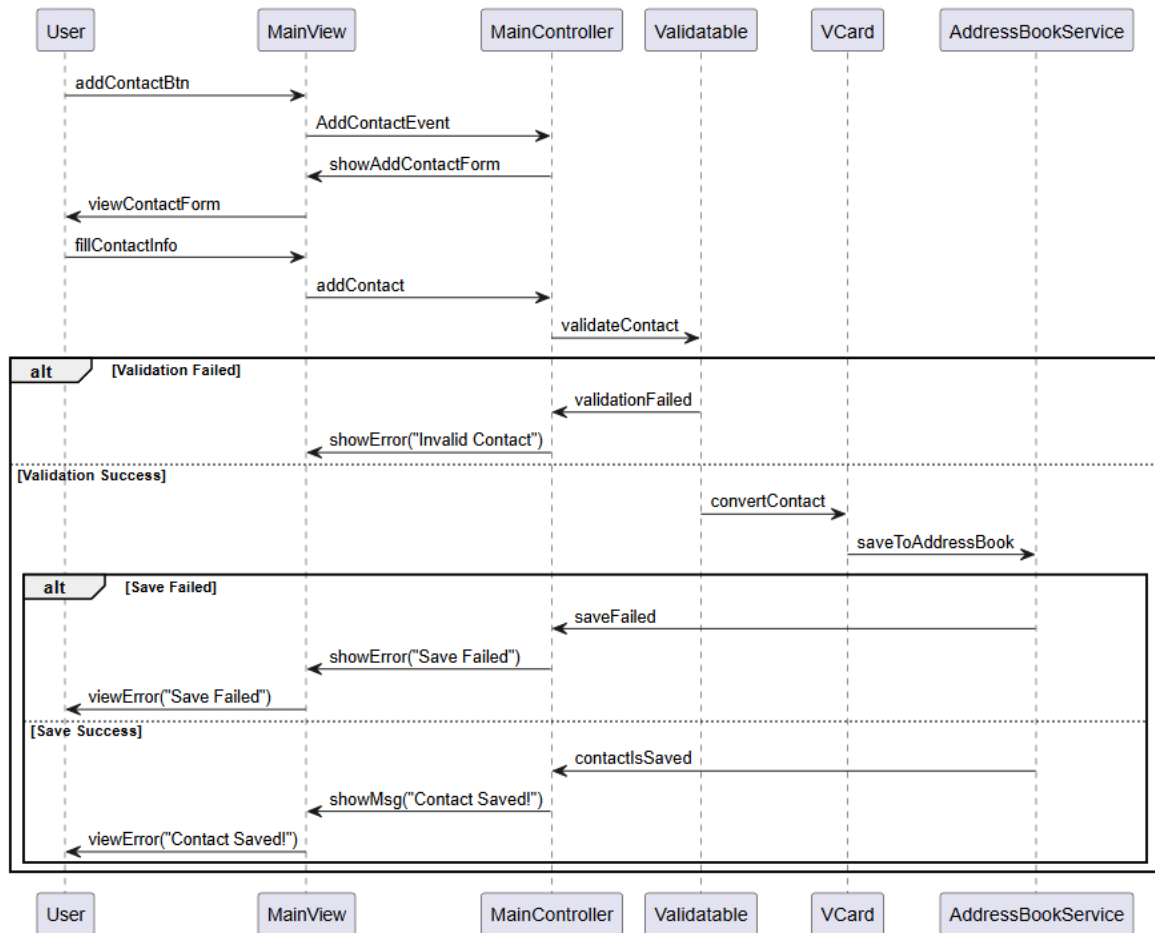 User MainView MainController Validatable VCard AddressBookService
addContactBtn
AddContactEvent
showAddContactForm
viewContactForm
fillContactInfo
addContact
validateContact
alt [Validation Failed]
validationFailed
showError("Invalid Contact")
[Validation Success]
convertContact
saveToAddressBook
alt [Save Failed]
saveFailed
showError("Save Failed")
viewError("Save Failed")
[Save Success]
contactIsSaved
showMsg("Contact Saved!")
viewError("Contact Saved!")
User MainView MainController Validatable VCard AddressBookService